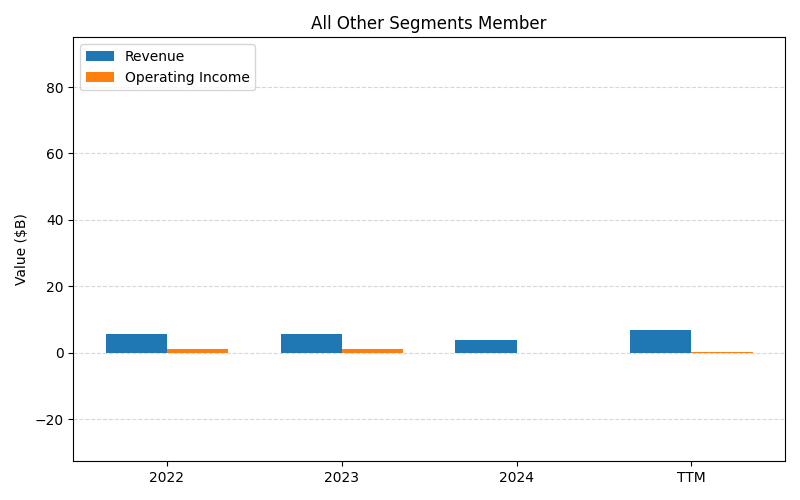 All Other Segments Member
Revenue
Operating Income
Value ($B)
80
60
40
20
0
−20
2022 2023 2024 TTM